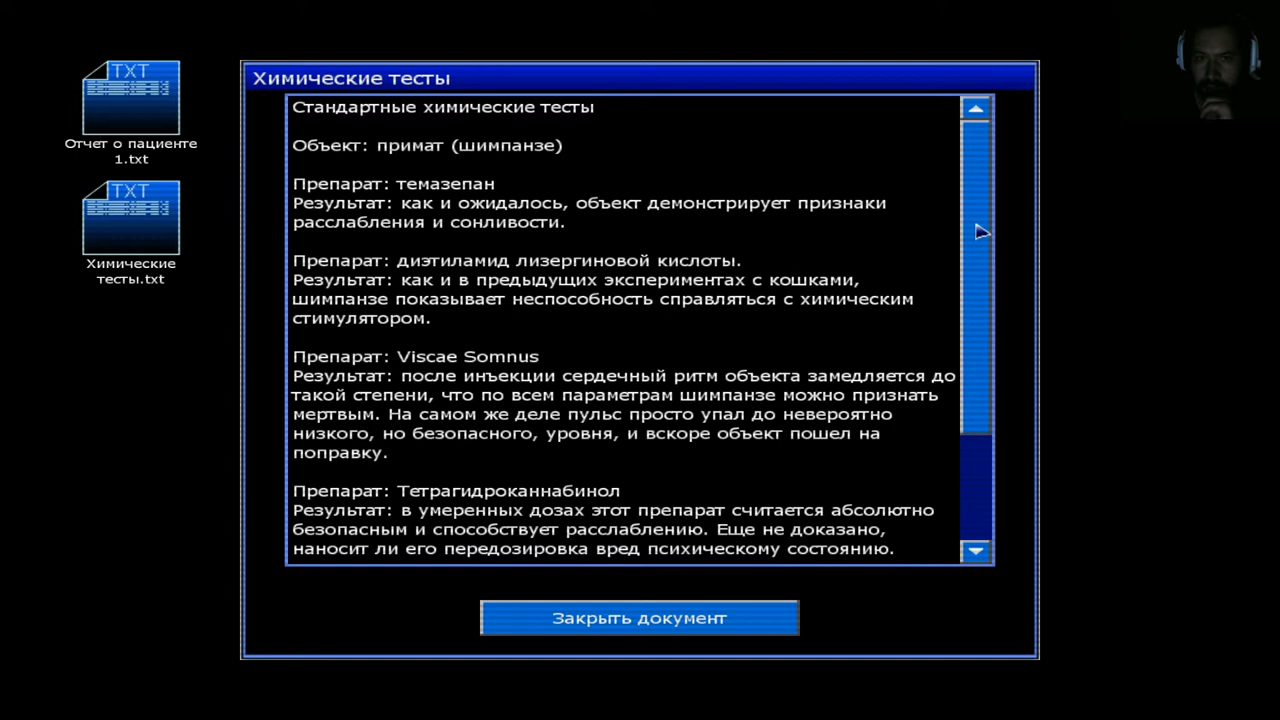 TXT
Отчет о пациенте
1.txt
TXT
Химические
тесты.txt
Химические тесты
Стандартные химические тесты
Объект: примат (шимпанзе)
Препарат: темазепан
Результат: как и ожидалось, объект демонстрирует признаки
расслабления и сонливости.
Препарат: диэтиламид лизергиновой кислоты.
Результат: как и в предыдущих экспериментах с кошками,
шимпанзе показывает неспособность справляться с химическим
стимулятором.
Препарат: Viscae Somnus
Результат: после инъекции сердечный ритм объекта замедляется до
такой степени, что по всем параметрам шимпанзе можно признать
мертвым. На самом же деле пульс просто упал до невероятно
низкого, но безопасного, уровня, и вскоре объект пошел на
поправку.
Препарат: Тетрагидроканнабинол
Результат: в умеренных дозах этот препарат считается абсолютно
безопасным и способствует расслаблению. Еще не доказано,
наносит ли его передозировка вред психическому состоянию.
Закрыть документ